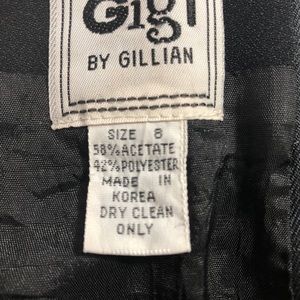 Gigi
BY GILLIAN
SIZE 8
58%ACETATE
42%POLYESTER
MADE IN
KOREA
DRY CLEAN
ONLY